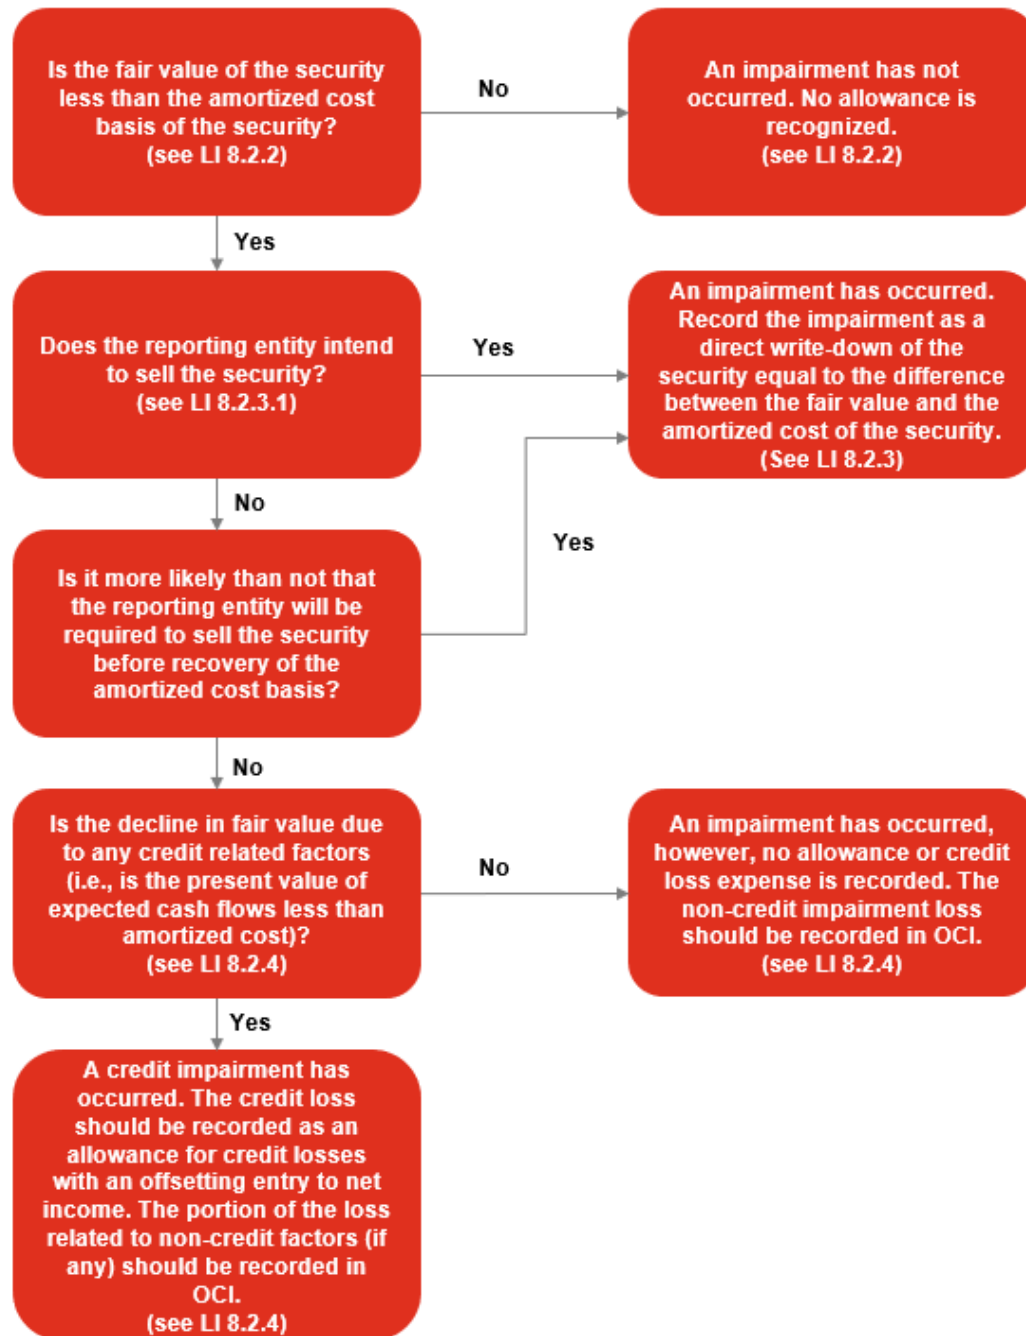 Is the fair value of the security
less than the amortized cost
basis of the security?
(see LI 8.2.2)
No
An impairment has not
occurred. No allowance is
recognized.
(see LI 8.2.2)
Yes
Does the reporting entity intend
to sell the security?
(see LI 8.2.3.1)
Yes
An impairment has occurred.
Record the impairment as a
direct write-down of the
security equal to the difference
between the fair value and the
amortized cost of the security.
(See LI 8.2.3)
No
Is it more likely than not that
the reporting entity will be
required to sell the security
before recovery of the
amortized cost basis?
Yes
No
Is the decline in fair value due
to any credit related factors
(i.e., is the present value of
expected cash flows less than
amortized cost)?
(see LI 8.2.4)
No
An impairment has occurred,
however, no allowance or credit
loss expense is recorded. The
non-credit impairment loss
should be recorded in OCI.
(see LI 8.2.4)
Yes
A credit impairment has
occurred. The credit loss
should be recorded as an
allowance for credit losses
with an offsetting entry to net
income. The portion of the loss
related to non-credit factors (if
any) should be recorded in
OCI.
(see LI 8.2.4)